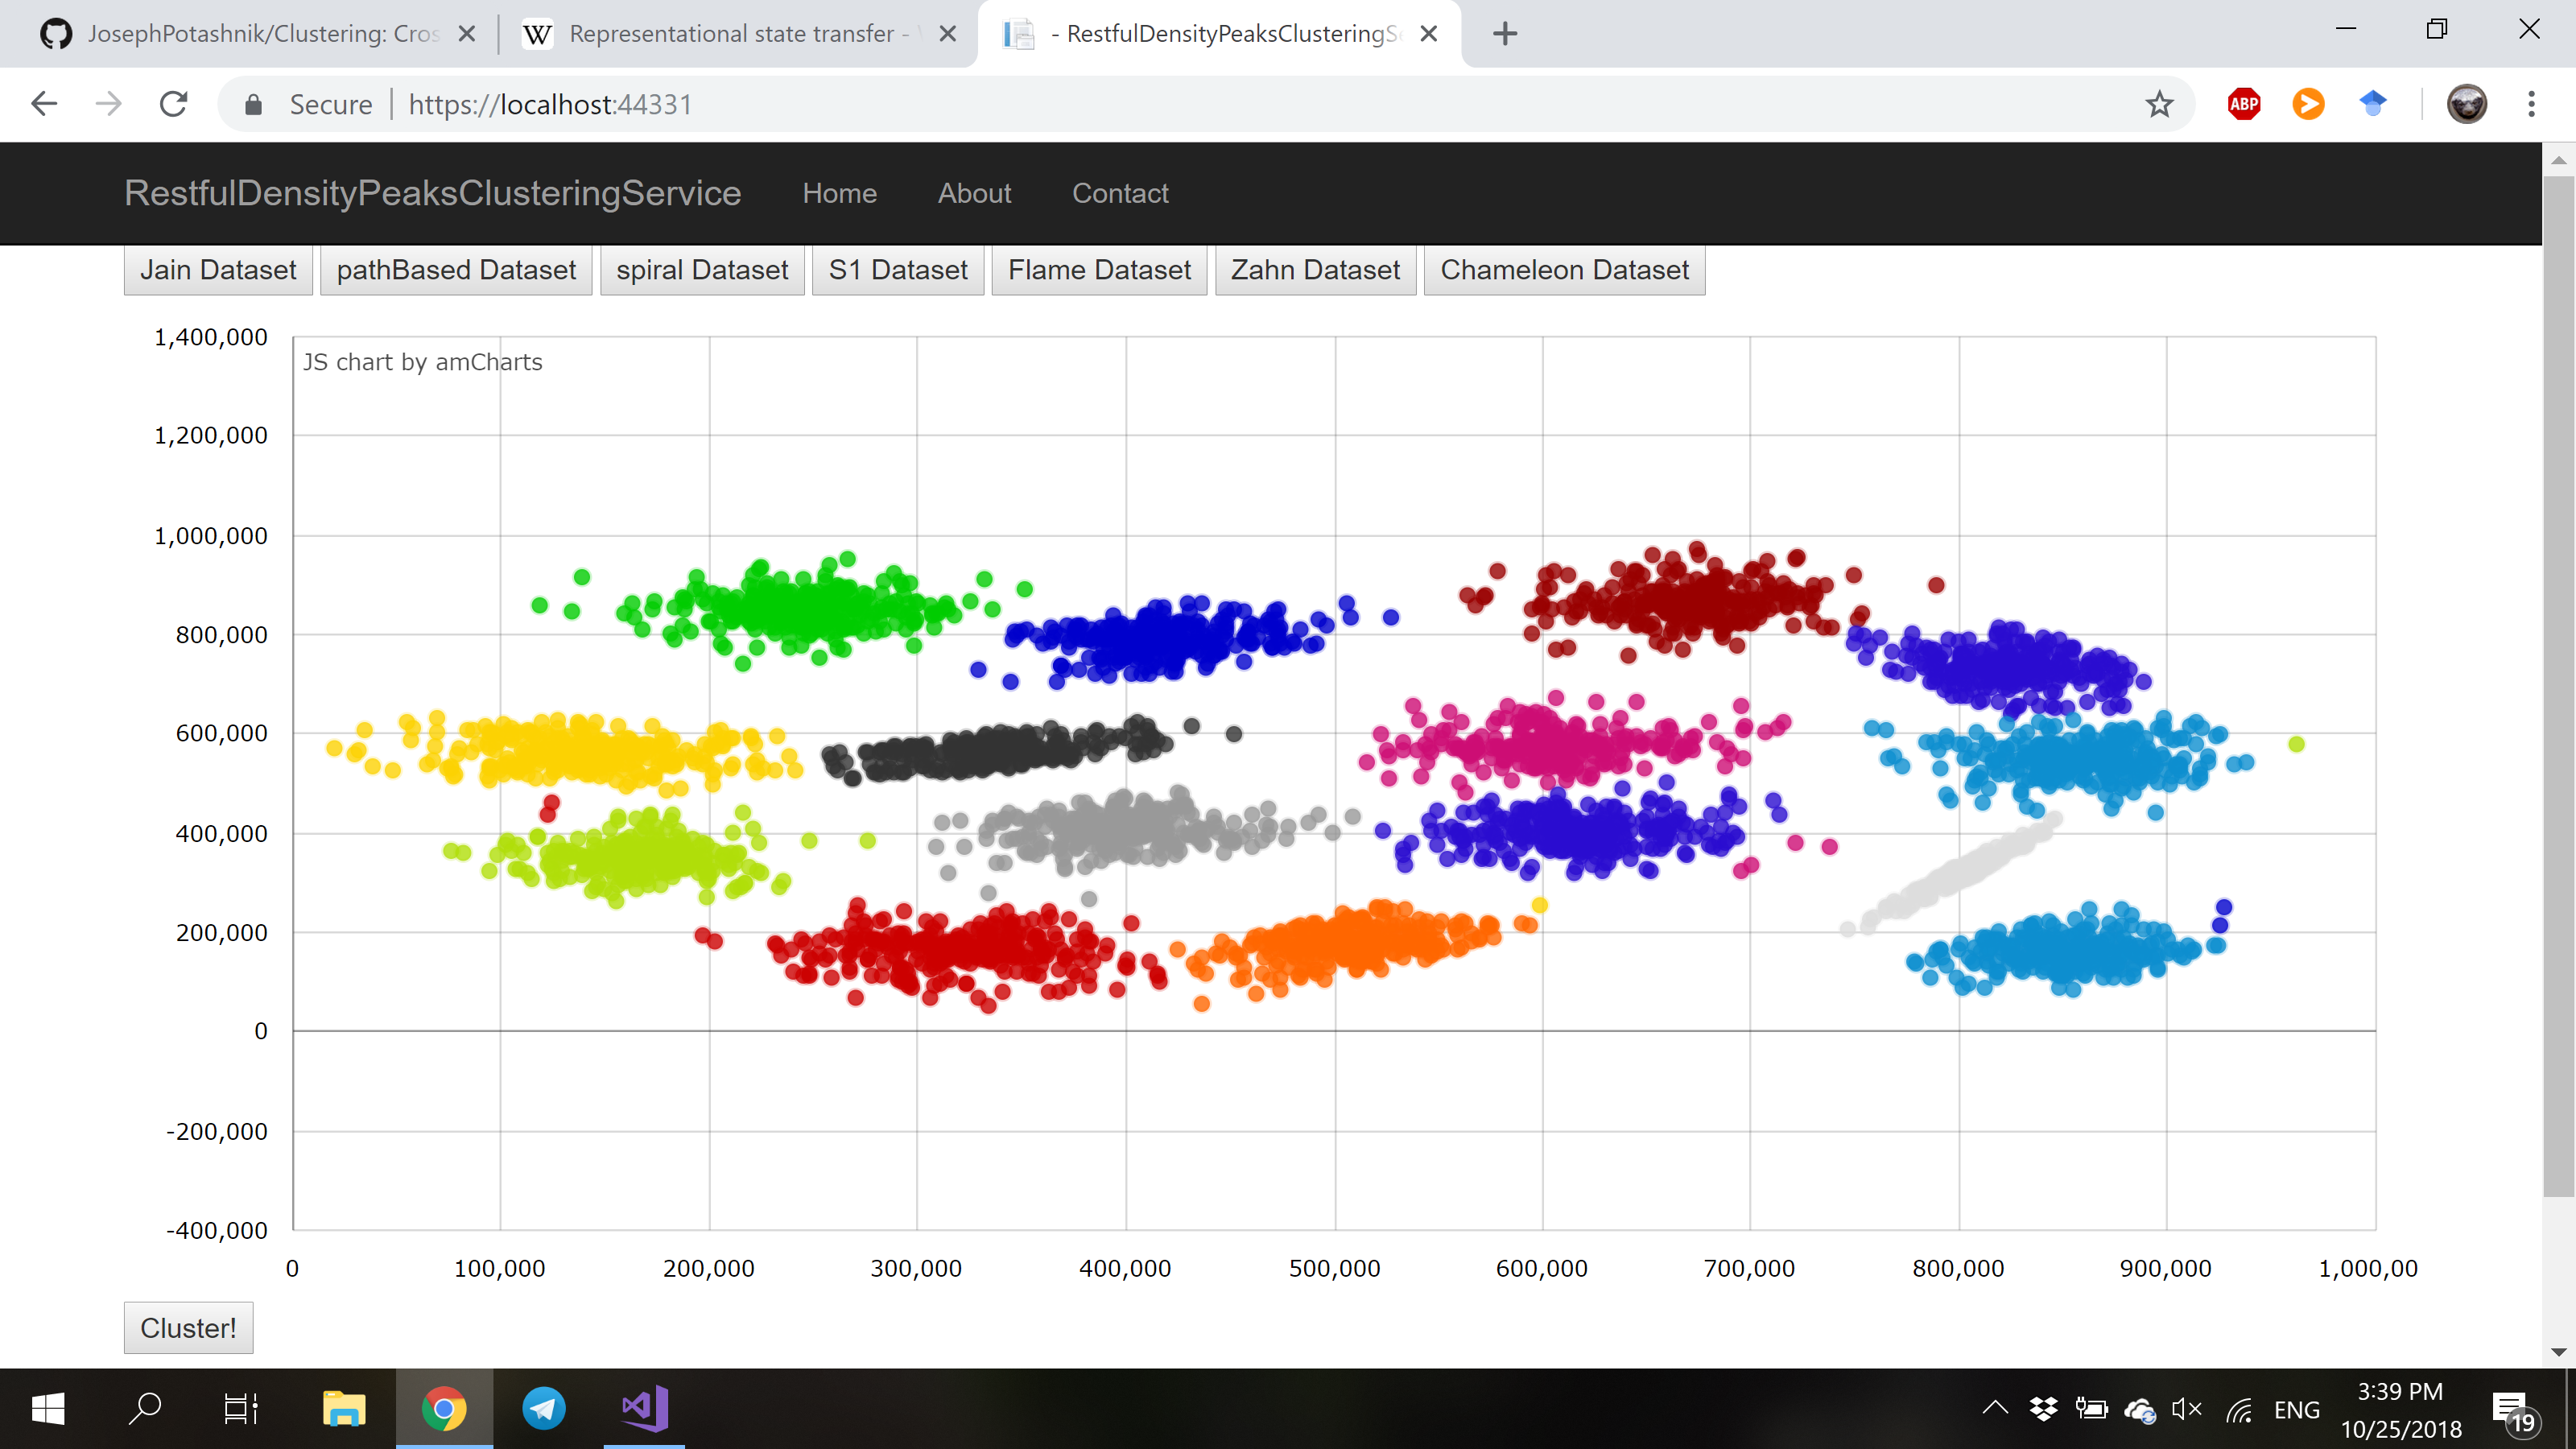 JosephPotashnik/Clustering: Cros
Representational state transfer -
- RestfulDensityPeaksClusteringS
Secure https://localhost:44331
ABP
RestfulDensityPeaksClusteringService Home About Contact
Jain Dataset pathBased Dataset spiral Dataset S1 Dataset Flame Dataset Zahn Dataset Chameleon Dataset
1,400,000
JS chart by amCharts
1,200,000
1,000,000
800,000
600,000
400,000
200,000
0
-200,000
-400,000
0 100,000 200,000 300,000 400,000 500,000 600,000 700,000 800,000 900,000 1,000,00
Cluster!
ENG
3:39 PM
10/25/2018
19